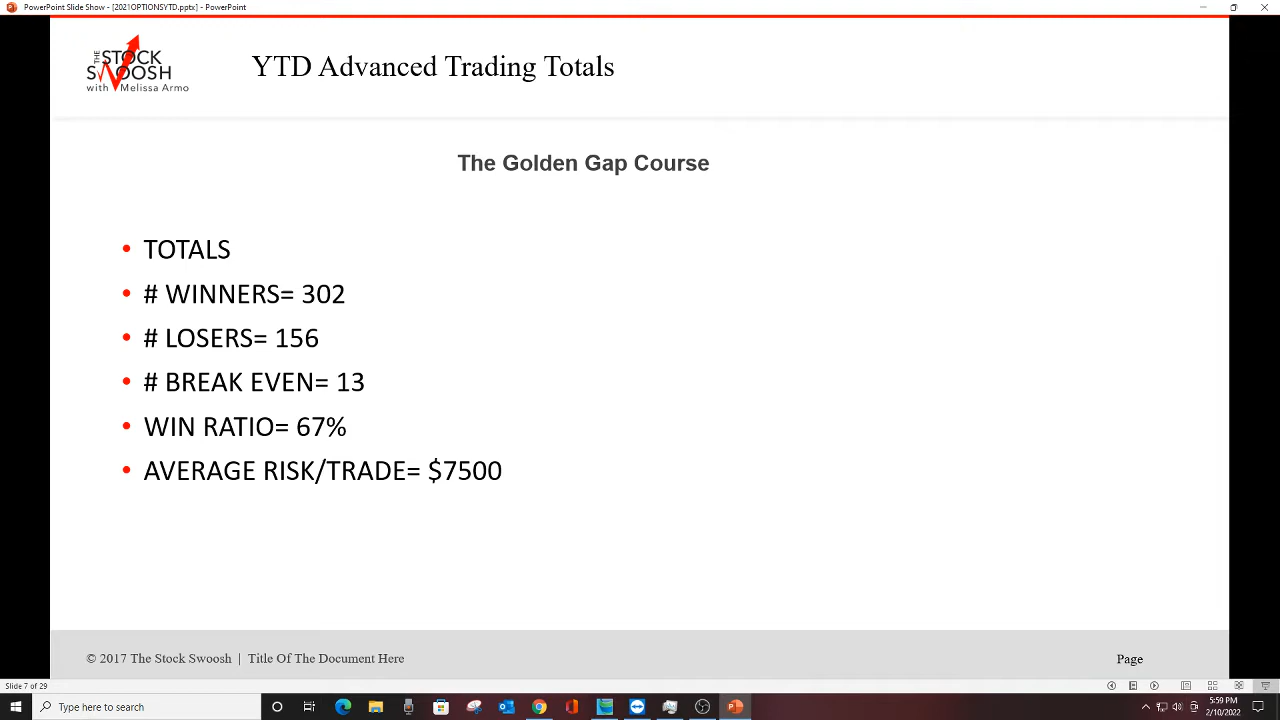 PowerPoint Slide Show - [2021OPTIONSYTD.pptx] - PowerPoint
THE STOCK
SWOOSH
with Melissa Armo
YTD Advanced Trading Totals
The Golden Gap Course
• TOTALS
• # WINNERS= 302
• # LOSERS= 156
• # BREAK EVEN= 13
• WIN RATIO= 67%
• AVERAGE RISK/TRADE= $7500
© 2017 The Stock Swoosh | Title Of The Document Here
Page
Slide 7 of 29
Type here to search
5:59 PM
2/10/2022